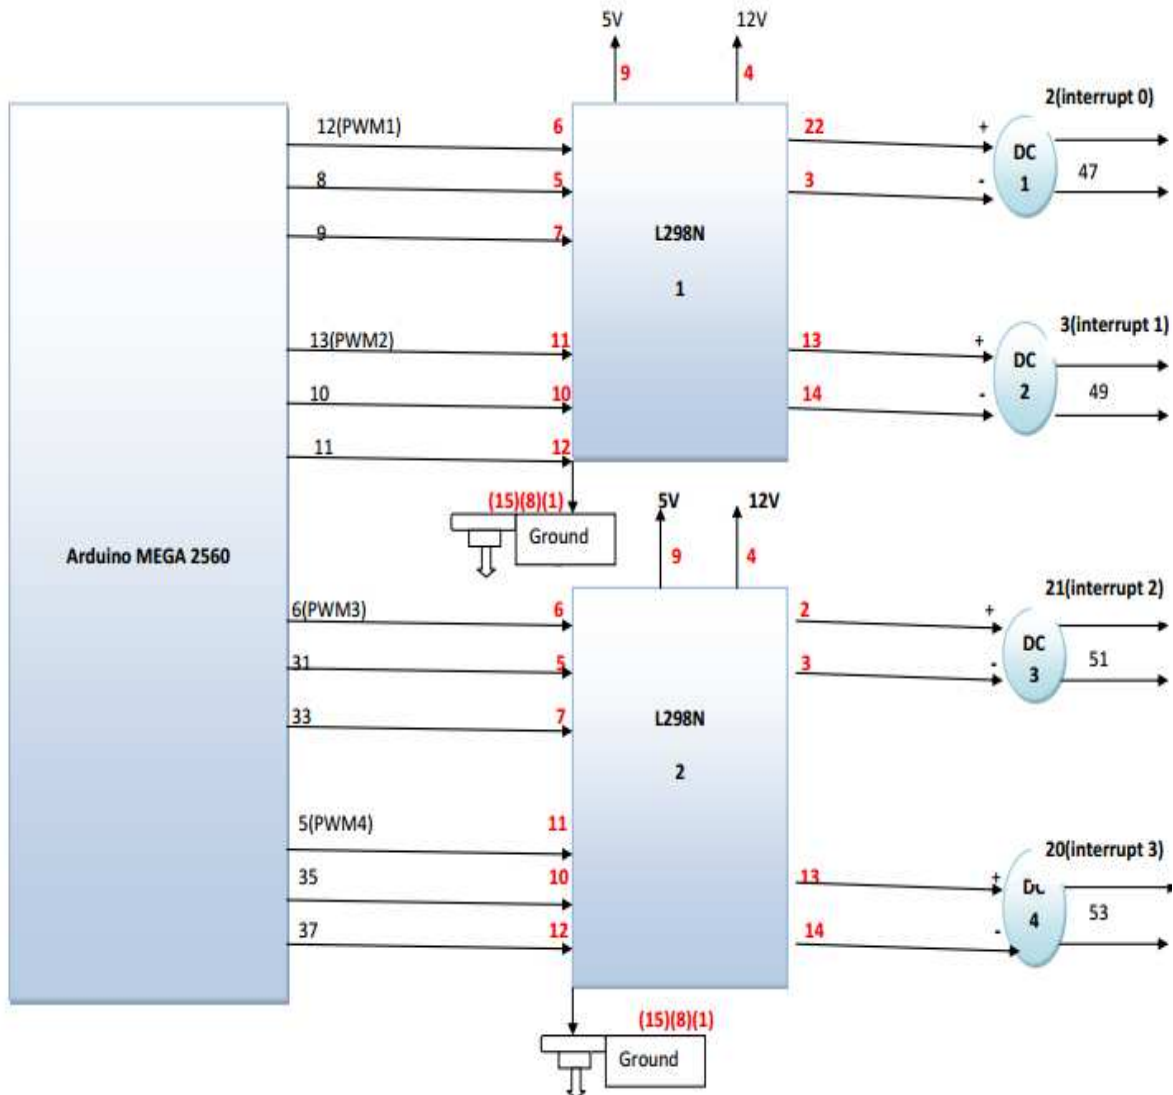 5V
12V
9
4
2(interrupt 0)
12(PWM1)
6
22
+
DC
1
47
8
5
3
-
9
7
L298N
1
3(interrupt 1)
13(PWM2)
11
13
+
DC
2
49
10
10
14
-
11
12
(15)(8)(1)
Ground
5V
12V
9
4
Arduino MEGA 2560
21(interrupt 2)
6(PWM3)
6
2
+
DC
3
51
31
5
3
-
33
7
L298N
2
5(PWM4)
11
20(interrupt 3)
35
10
13
+
DC
4
53
37
12
14
-
(15)(8)(1)
Ground